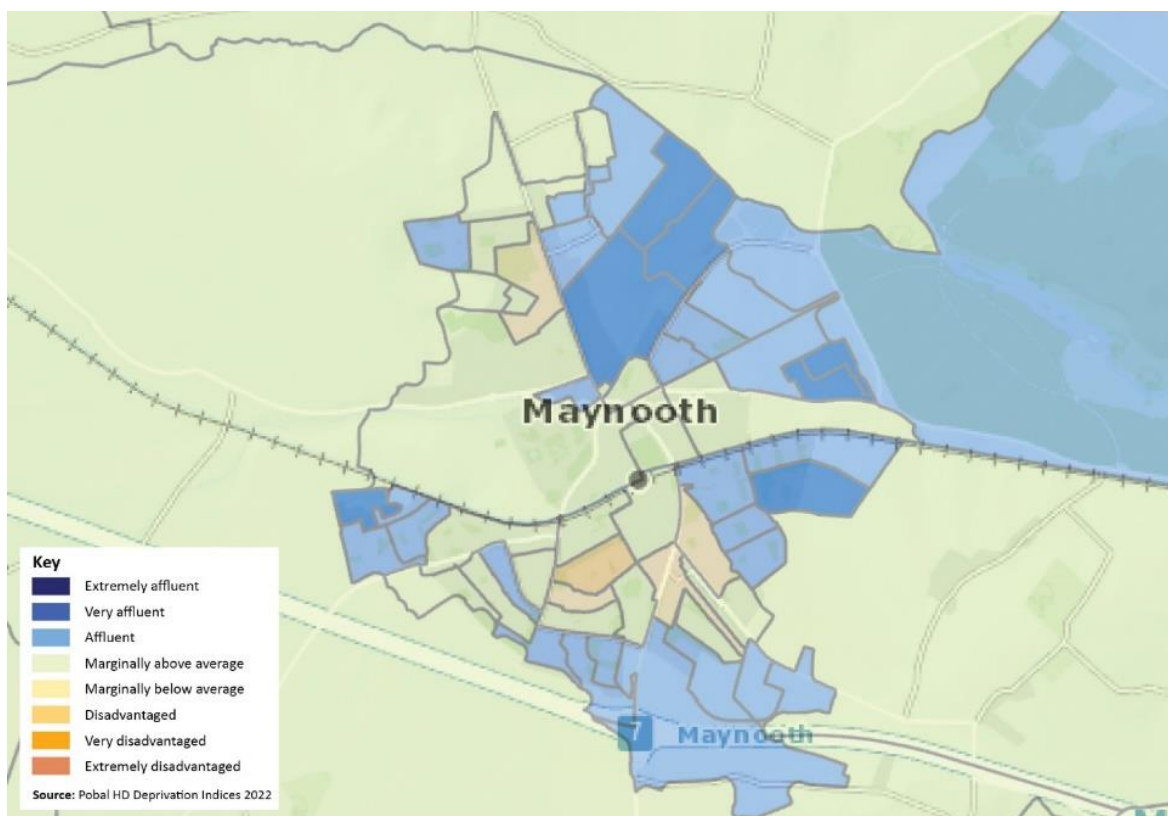 Maynooth
7 Maynooth
Key
Extremely affluent
Very affluent
Affluent
Marginally above average
Marginally below average
Disadvantaged
Very disadvantaged
Extremely disadvantaged
Source: Pobal HD Deprivation Indices 2022
M